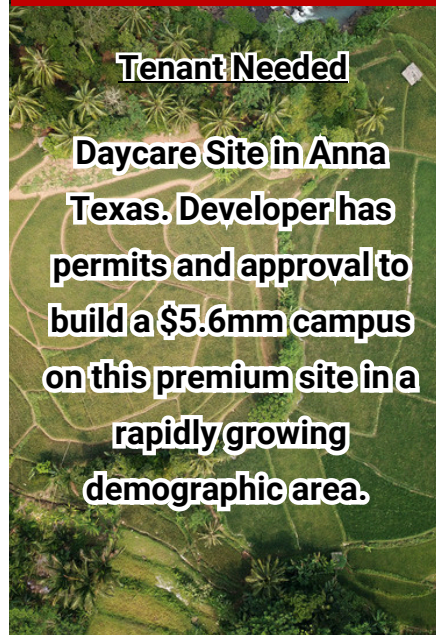 Tenant Needed
Daycare Site in Anna
Texas. Developer has
permits and approval to
build a $5.6mm campus
on this premium site in a
rapidly growing
demographic area.